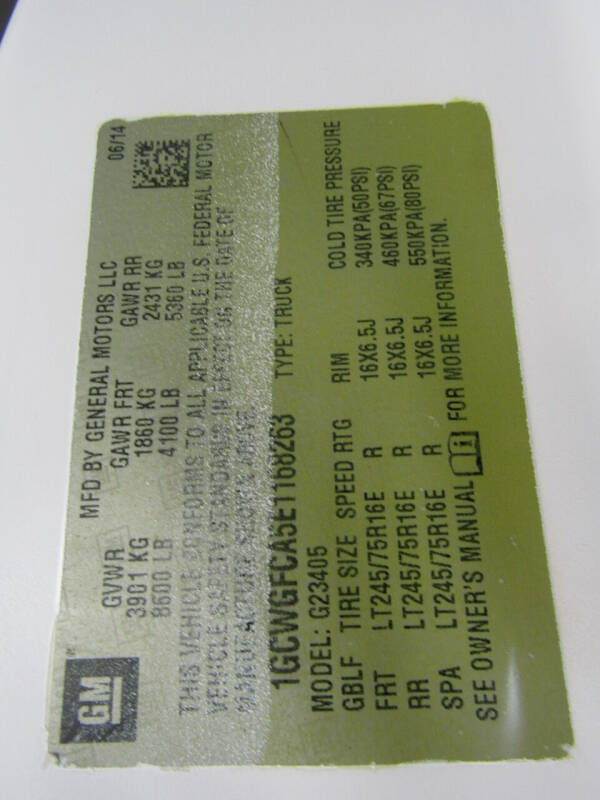 GM
MFD BY GENERAL MOTORS LLC 06/14
GVWR GAWR FRT GAWR RR
3901 KG 1860 KG 2431 KG
8600 LB 4100 LB 5360 LB
THIS VEHICLE CONFORMS TO ALL APPLICABLE U.S. FEDERAL MOTOR
VEHICLE SAFETY STANDARDS IN EFFECT ON THE DATE OF
MANUFACTURE SHOWN ABOVE.
1GCWGFCA5E1168263 TYPE: TRUCK
MODEL: G23405
GBLF TIRE SIZE SPEED RTG RIM COLD TIRE PRESSURE
FRT LT245/75R16E R 16X6.5J 340KPA(50PSI)
RR LT245/75R16E R 16X6.5J 460KPA(67PSI)
SPA LT245/75R16E R 16X6.5J 550KPA(80PSI)
SEE OWNER'S MANUAL FOR MORE INFORMATION.